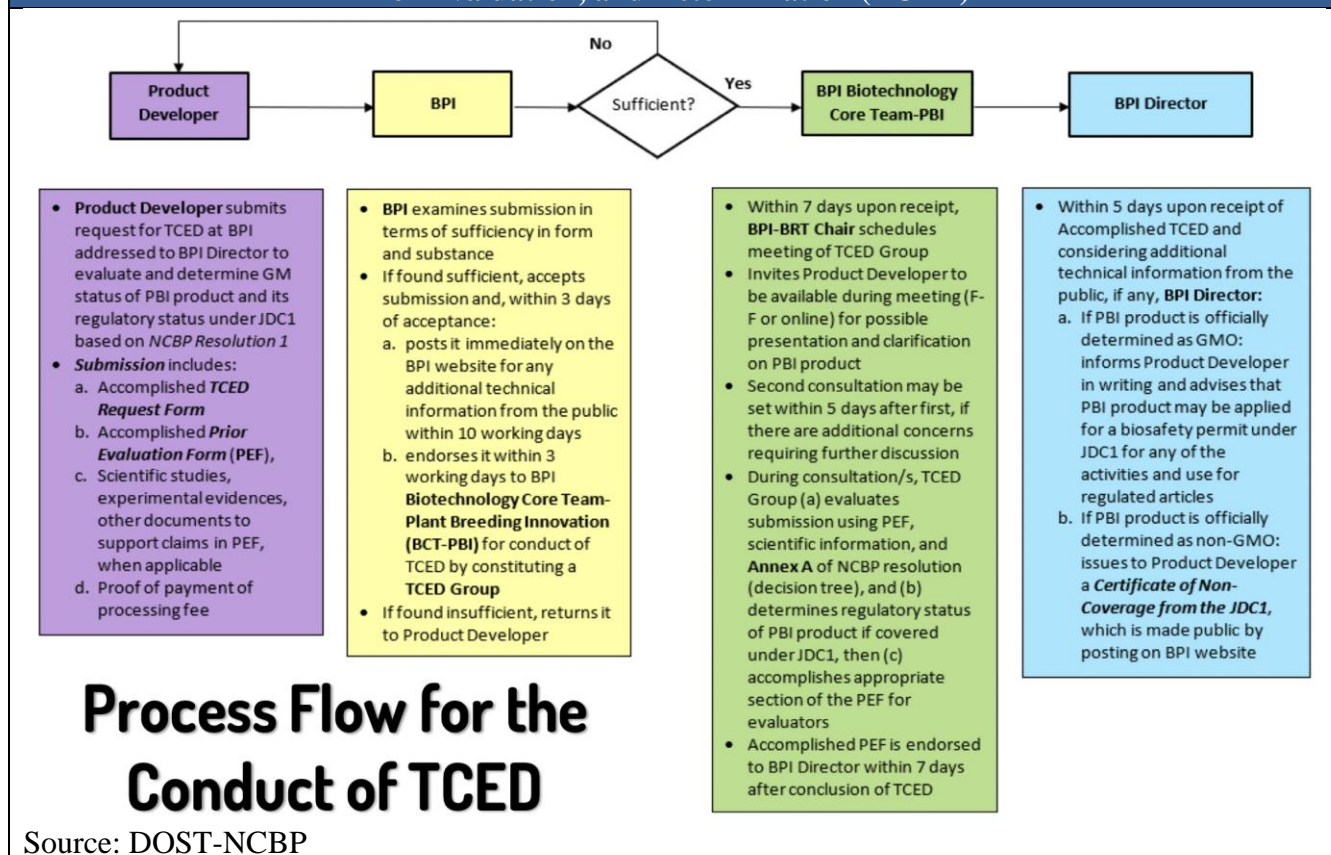 No
Product
Developer
BPI
Sufficient?
Yes
BPI Biotechnology
Core Team-PBI
BPI Director
• Product Developer submits
request for TCED at BPI
addressed to BPI Director to
evaluate and determine GM
status of PBI product and its
regulatory status under JDC1
based on NCBP Resolution 1
• Submission includes:
a. Accomplished TCED
Request Form
b. Accomplished Prior
Evaluation Form (PEF),
c. Scientific studies,
experimental evidences,
other documents to
support claims in PEF,
when applicable
d. Proof of payment of
processing fee
• BPI examines submission in
terms of sufficiency in form
and substance
• If found sufficient, accepts
submission and, within 3 days
of acceptance:
a. posts it immediately on the
BPI website for any
additional technical
information from the public
within 10 working days
b. endorses it within 3
working days to BPI
Biotechnology Core Team-
Plant Breeding Innovation
(BCT-PBI) for conduct of
TCED by constituting a
TCED Group
• If found insufficient, returns it
to Product Developer
• Within 7 days upon receipt,
BPI-BRT Chair schedules
meeting of TCED Group
• Invites Product Developer to
be available during meeting (F-
F or online) for possible
presentation and clarification
on PBI product
• Second consultation may be
set within 5 days after first, if
there are additional concerns
requiring further discussion
• During consultation/s, TCED
Group (a) evaluates
submission using PEF,
scientific information, and
Annex A of NCBP resolution
(decision tree), and (b)
determines regulatory status
of PBI product if covered
under JDC1, then (c)
accomplishes appropriate
section of the PEF for
evaluators
• Accomplished PEF is endorsed
to BPI Director within 7 days
after conclusion of TCED
• Within 5 days upon receipt of
Accomplished TCED and
considering additional
technical information from the
public, if any, BPI Director:
a. If PBI product is officially
determined as GMO:
informs Product Developer
in writing and advises that
PBI product may be applied
for a biosafety permit under
JDC1 for any of the
activities and use for
regulated articles
b. If PBI product is officially
determined as non-GMO:
issues to Product Developer
a Certificate of Non-
Coverage from the JDC1,
which is made public by
posting on BPI website
Process Flow for the
Conduct of TCED
Source: DOST-NCBP